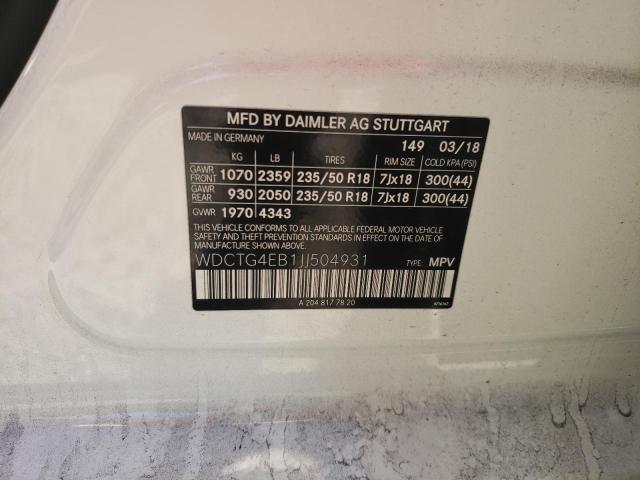 MFD BY DAIMLER AG STUTTGART
MADE IN GERMANY 149 03/18
KG LB TIRES RIM SIZE COLD KPA(PSI)
GAWR FRONT 1070 2359 235/50 R18 7Jx18 300(44)
GAWR REAR 930 2050 235/50 R18 7Jx18 300(44)
GVWR 1970 4343
THIS VEHICLE CONFORMS TO ALL APPLICABLE FEDERAL MOTOR VEHICLE
SAFETY AND THEFT PREVENTION STANDARDS IN EFFECT
ON THE DATE OF MANUFACTURE SHOWN ABOVE.
WDCTG4EB1JJ504931 TYPE: MPV
A 204 817 78 20